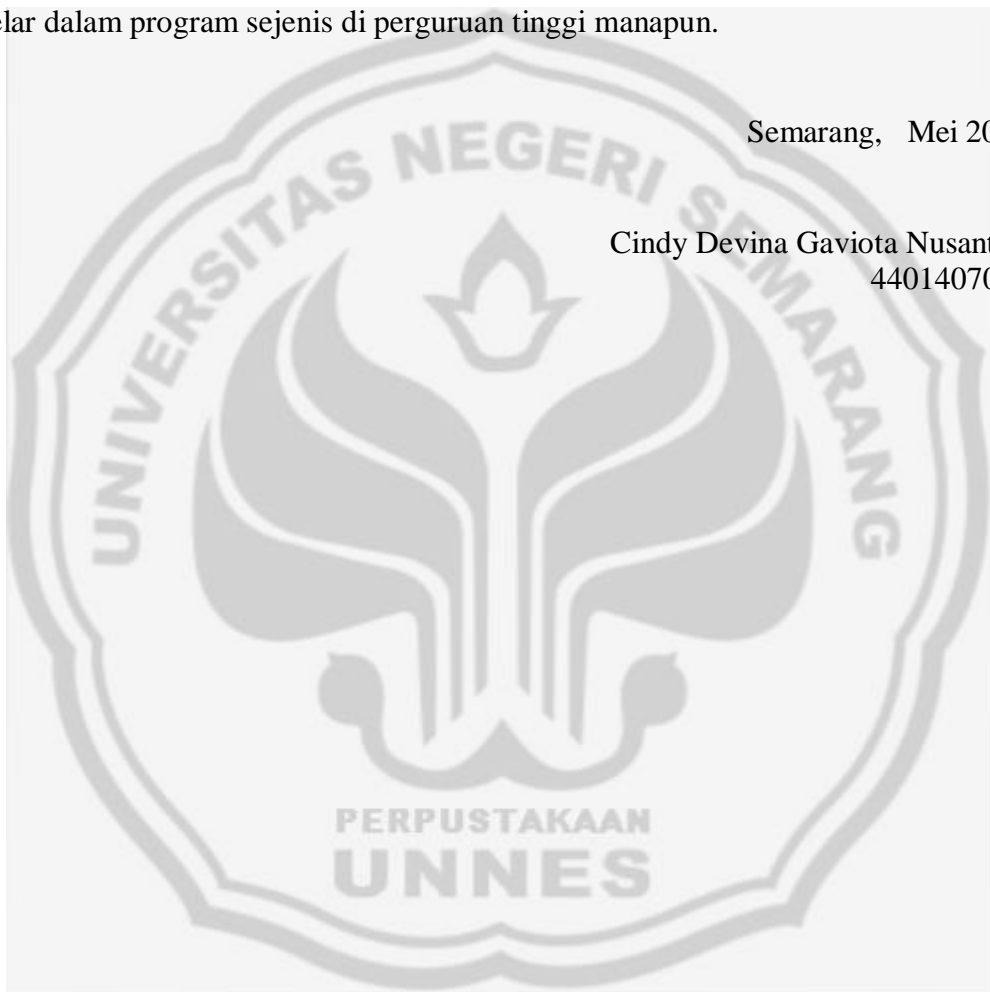 elar dalam program sejenis di perguruan tinggi manapun.
Semarang, Mei 20
Cindy Devina Gaviota Nusant
44014070
UNIVERSITAS NEGERI SEMARANG
PERPUSTAKAAN
UNNES